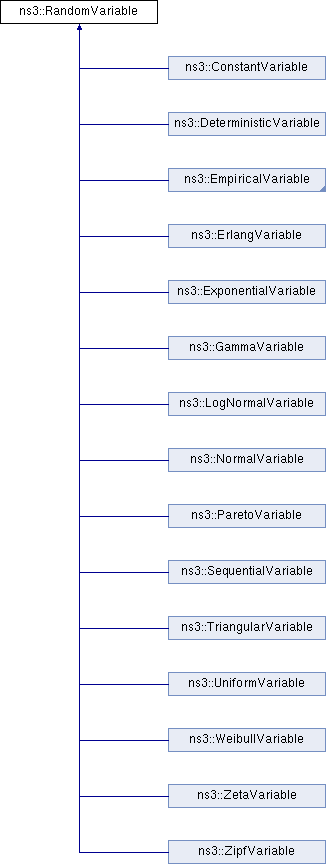 ns3::RandomVariable
ns3::ConstantVariable
ns3::DeterministicVariable
ns3::EmpiricalVariable
ns3::ErlangVariable
ns3::ExponentialVariable
ns3::GammaVariable
ns3::LogNormalVariable
ns3::NormalVariable
ns3::ParetoVariable
ns3::SequentialVariable
ns3::TriangularVariable
ns3::UniformVariable
ns3::WeibullVariable
ns3::ZetaVariable
ns3::ZipfVariable